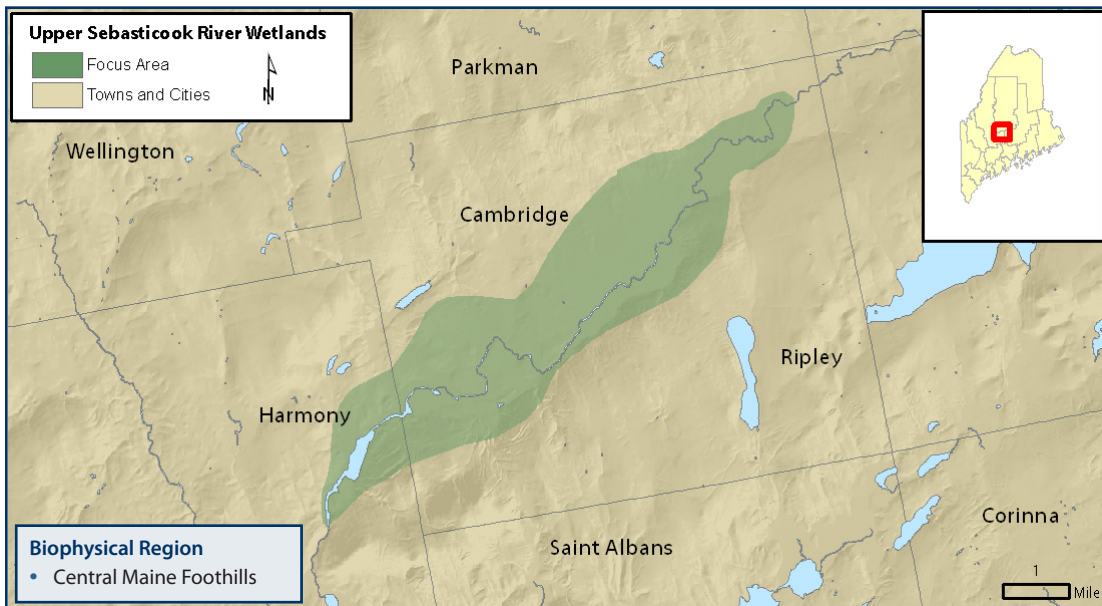 Upper Sebasticook River Wetlands
Focus Area
Towns and Cities
N
Parkman
Wellington
Cambridge
Ripley
Harmony
Corinna
Saint Albans
Biophysical Region
• Central Maine Foothills
1
Mile